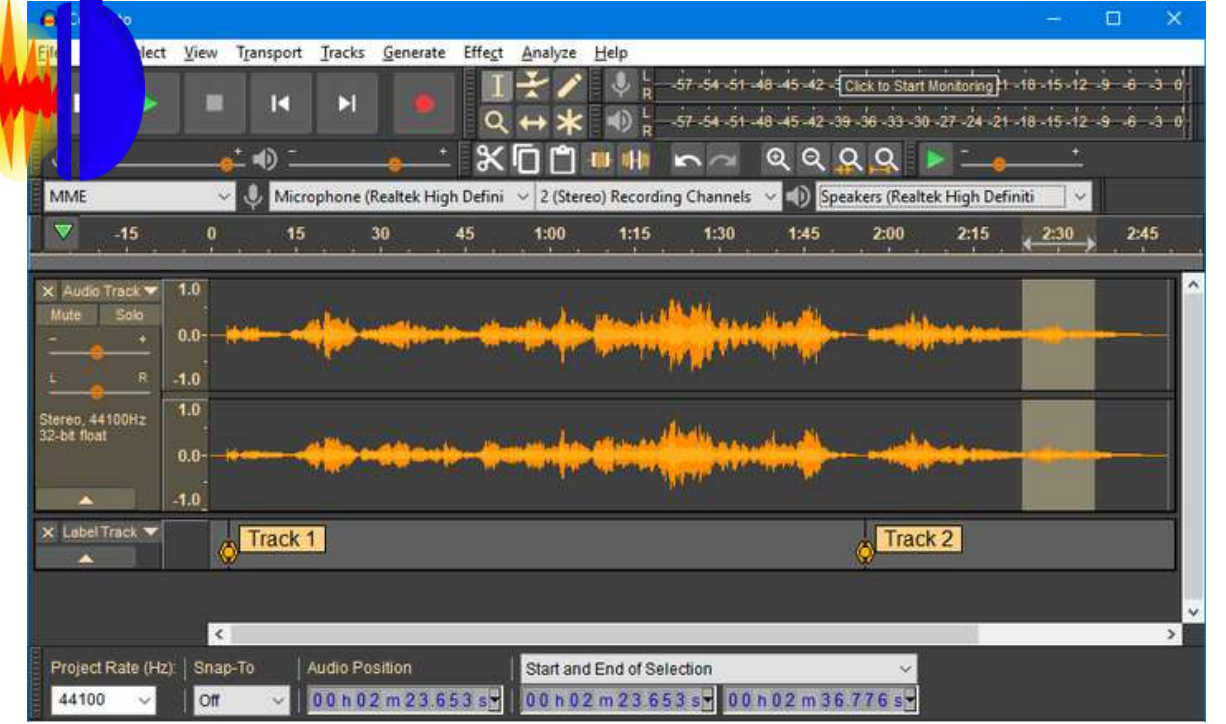 View Transport Tracks Generate Effect Analyze Help
L
R
-57 -54 -51 -48 -45 -42 Click to Start Monitoring -18 -15 -12 -9 -6 -3 0
L
R
-57 -54 -51 -48 -45 -42 -39 -36 -33 -30 -27 -24 -21 -18 -15 -12 -9 -6 -3 0
- + - + - +
MME Microphone (Realtek High Defini 2 (Stereo) Recording Channels Speakers (Realtek High Definiti
-15 0 15 30 45 1:00 1:15 1:30 1:45 2:00 2:15 2:30 2:45
X Audio Track 1.0
Mute Solo
- + 0.0-
L R -1.0
Stereo, 44100Hz 1.0
32-bit float
0.0-
-1.0
X Label Track
Track 1 Track 2
Project Rate (Hz): Snap-To Audio Position Start and End of Selection
44100 Off 00 h 02 m 23.653 s 00 h 02 m 23.653 s 00 h 02 m 36.776 s